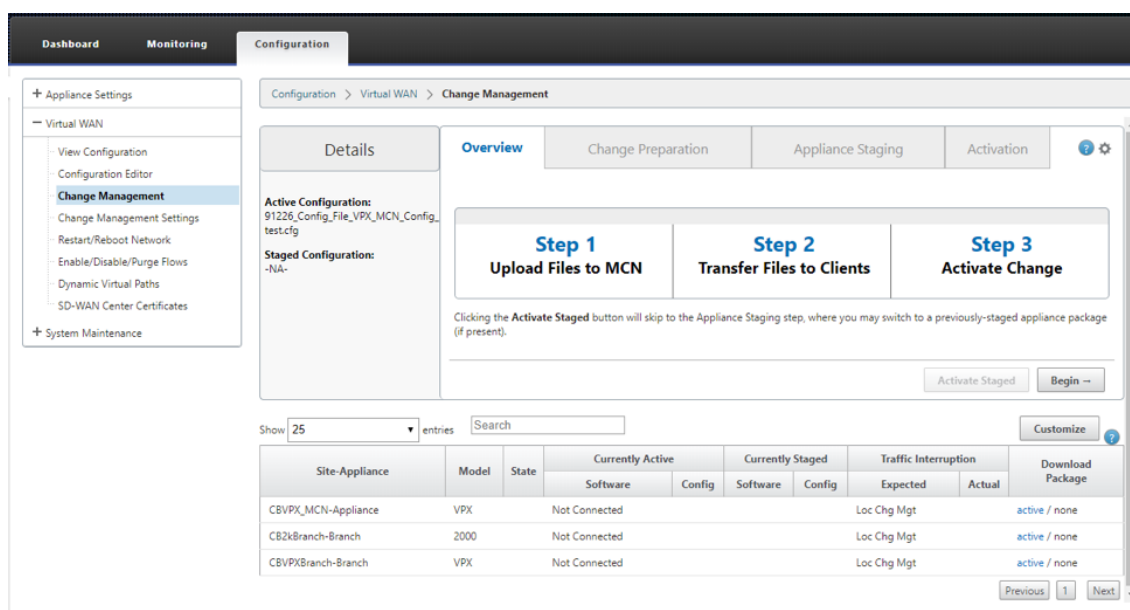 Dashboard Monitoring Configuration
+ Appliance Settings
− Virtual WAN
View Configuration
Configuration Editor
Change Management
Change Management Settings
Restart/Reboot Network
Enable/Disable/Purge Flows
Dynamic Virtual Paths
SD-WAN Center Certificates
+ System Maintenance
Configuration > Virtual WAN > Change Management
Details
Active Configuration:
91226_Config_File_VPX_MCN_Config_
test.cfg
Staged Configuration:
-NA-
Overview Change Preparation Appliance Staging Activation ?
Step 1
Upload Files to MCN
Step 2
Transfer Files to Clients
Step 3
Activate Change
Clicking the Activate Staged button will skip to the Appliance Staging step, where you may switch to a previously-staged appliance package
(if present).
Activate Staged Begin →
Show 25 entries Search Customize ?
Site-Appliance Model State Currently Active Currently Staged Traffic Interruption Download
Package
Software Config Software Config Expected Actual
CBVPX_MCN-Appliance VPX Not Connected Loc Chg Mgt active / none
CB2kBranch-Branch 2000 Not Connected Loc Chg Mgt active / none
CBVPXBranch-Branch VPX Not Connected Loc Chg Mgt active / none
Previous 1 Next